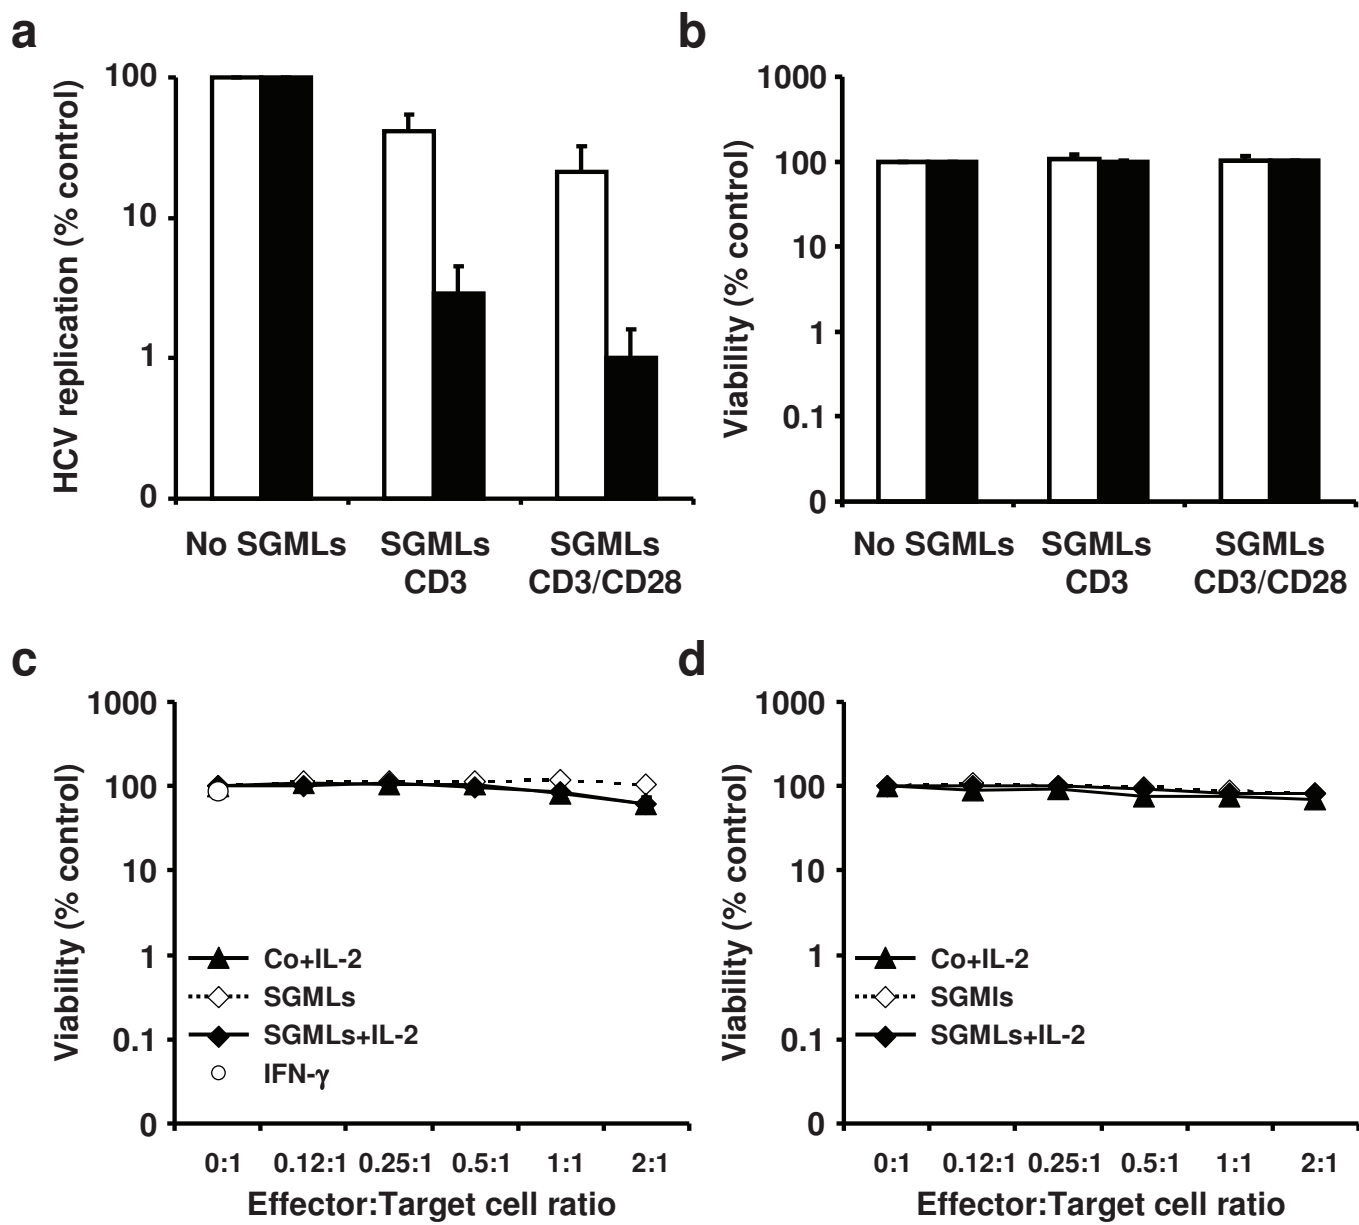 a
HCV replication (% control)
100
10
1
0
No SGMLs
SGMLs
CD3
SGMLs
CD3/CD28
b
Viability (% control)
1000
100
10
1
0.1
0
No SGMLs
SGMLs
CD3
SGMLs
CD3/CD28
c
Viability (% control)
1000
100
10
1
0.1
0
Co+IL-2
SGMLs
SGMLs+IL-2
IFN-γ
0:1 0.12:1 0.25:1 0.5:1 1:1 2:1
Effector:Target cell ratio
d
Viability (% control)
1000
100
10
1
0.1
0
Co+IL-2
SGMls
SGMLs+IL-2
0:1 0.12:1 0.25:1 0.5:1 1:1 2:1
Effector:Target cell ratio